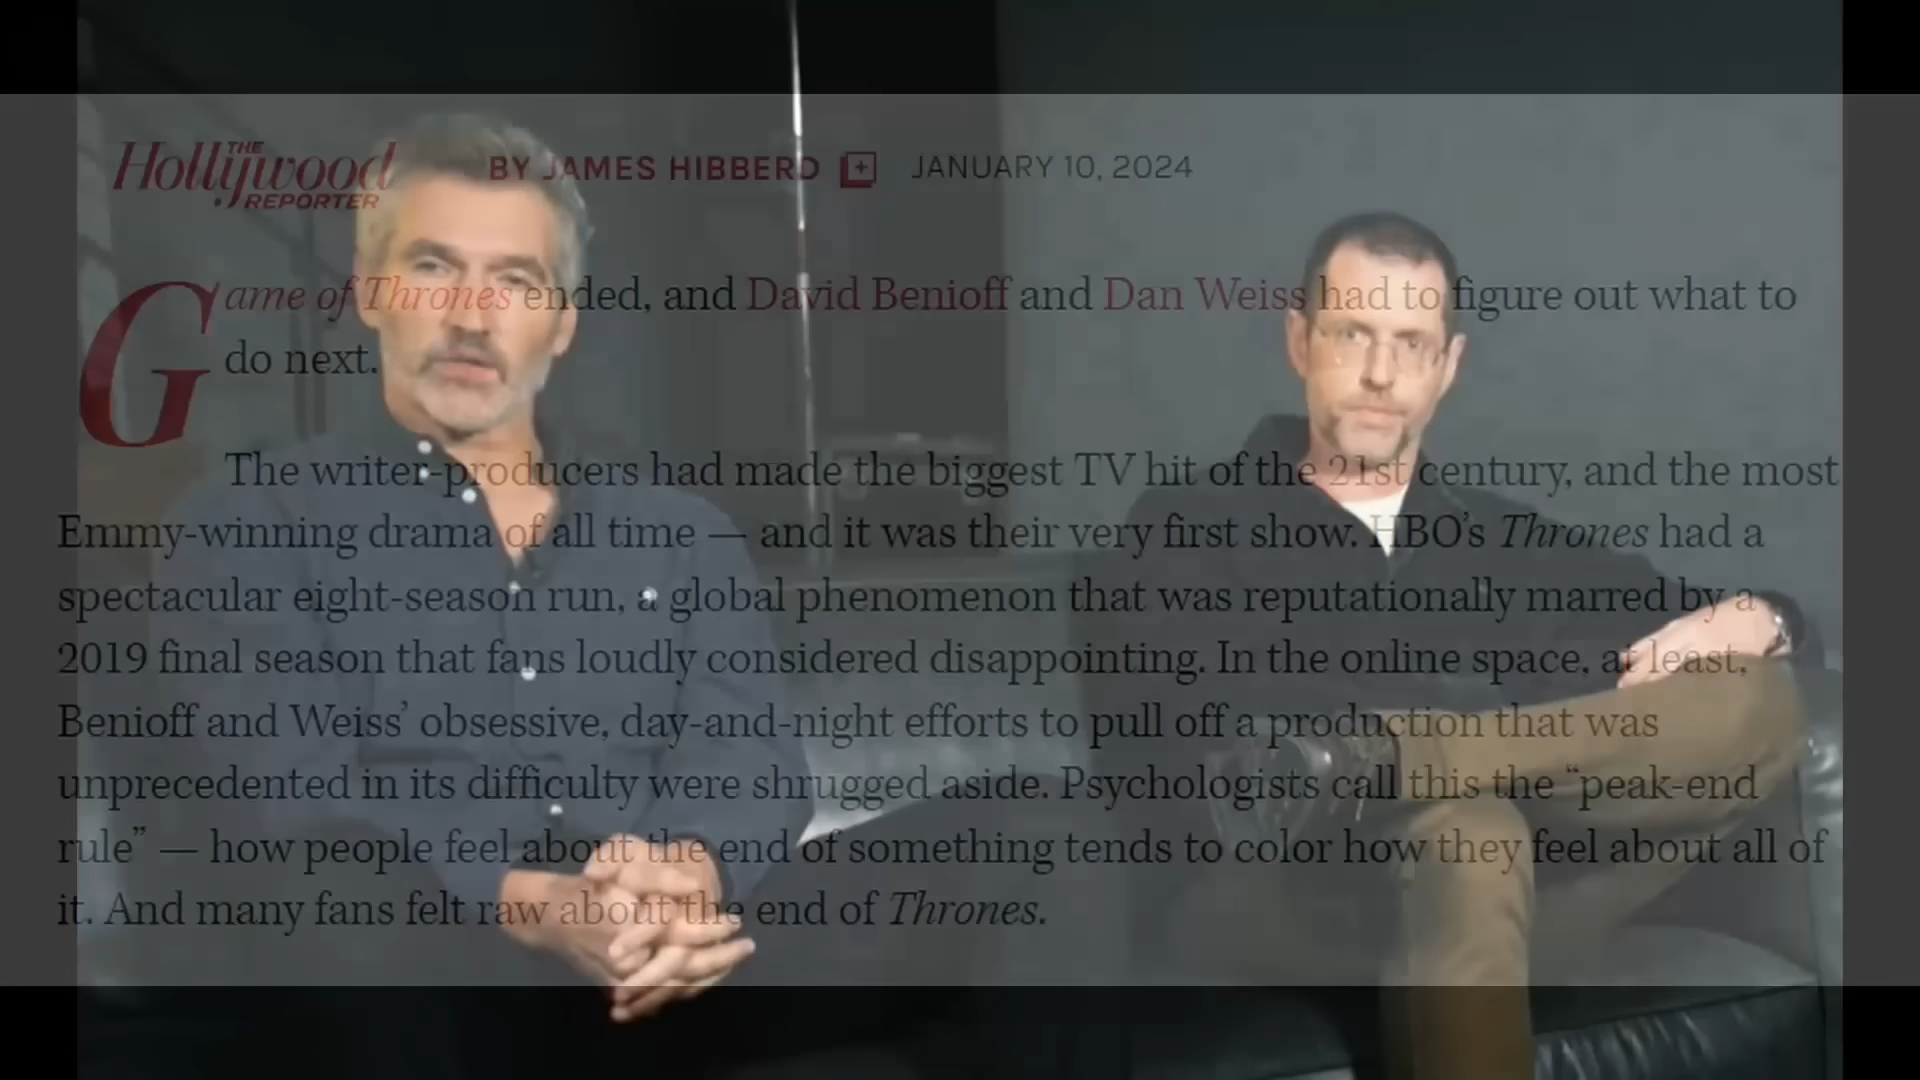 THE
Hollywood
REPORTER
BY JAMES HIBBERD + JANUARY 10, 2024
Game of Thrones ended, and David Benioff and Dan Weiss had to figure out what to
do next.
The writer-producers had made the biggest TV hit of the 21st century, and the most
Emmy-winning drama of all time — and it was their very first show. HBO’s Thrones had a
spectacular eight-season run, a global phenomenon that was reputationally marred by a
2019 final season that fans loudly considered disappointing. In the online space, at least,
Benioff and Weiss’ obsessive, day-and-night efforts to pull off a production that was
unprecedented in its difficulty were shrugged aside. Psychologists call this the “peak-end
rule” — how people feel about the end of something tends to color how they feel about all of
it. And many fans felt raw about the end of Thrones.